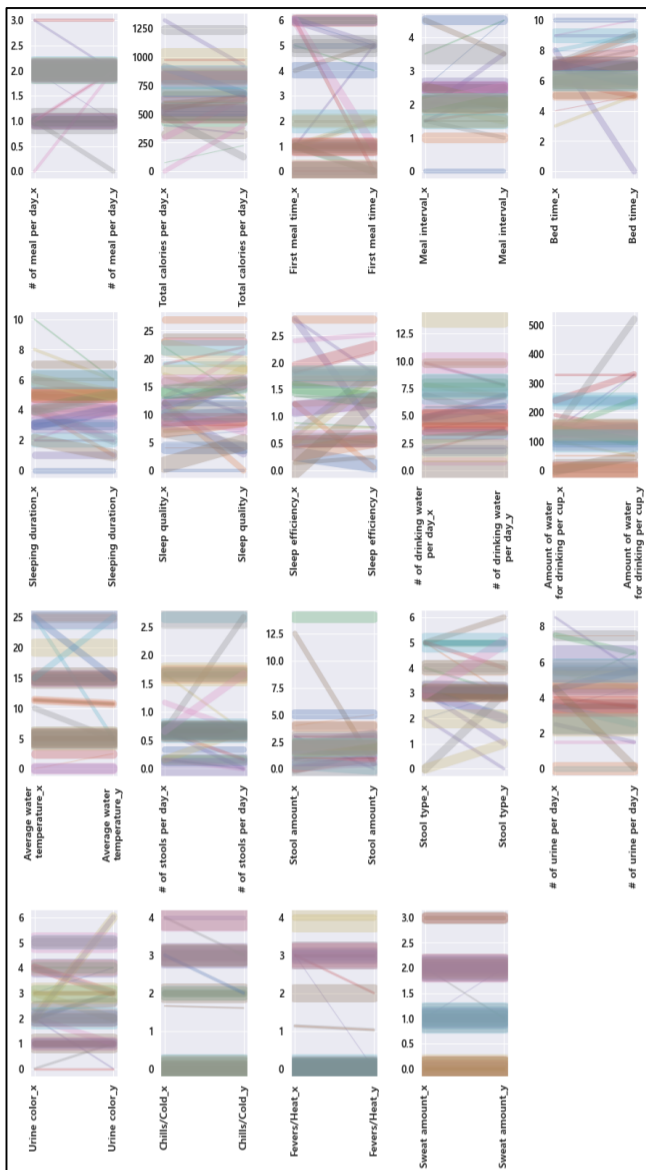 3.0
2.5
2.0
1.5
1.0
0.5
0.0
# of meal per day_x
# of meal per day_y
1250
1000
750
500
250
0
Total calories per day_x
Total calories per day_y
6
5
4
3
2
1
0
First meal time_x
First meal time_y
4
3
2
1
0
Meal interval_x
Meal interval_y
10
8
6
4
2
0
Bed time_x
Bed time_y
10
8
6
4
2
0
Sleeping duration_x
Sleeping duration_y
25
20
15
10
5
0
Sleep quality_x
Sleep quality_y
2.5
2.0
1.5
1.0
0.5
0.0
Sleep efficiency_x
Sleep efficiency_y
12.5
10.0
7.5
5.0
2.5
0.0
# of drinking water
per day_x
# of drinking water
per day_y
500
400
300
200
100
0
Amount of water
for drinking per cup_x
Amount of water
for drinking per cup_y
25
20
15
10
5
0
Average water
temperature_x
Average water
temperature_y
2.5
2.0
1.5
1.0
0.5
0.0
# of stools per day_x
# of stools per day_y
12.5
10.0
7.5
5.0
2.5
0.0
Stool amount_x
Stool amount_y
6
5
4
3
2
1
0
Stool type_x
Stool type_y
8
6
4
2
0
# of urine per day_x
# of urine per day_y
6
5
4
3
2
1
0
Urine color_x
Urine color_y
4
3
2
1
0
Chills/Cold_x
Chills/Cold_y
4
3
2
1
0
Fevers/Heat_x
Fevers/Heat_y
3.0
2.5
2.0
1.5
1.0
0.5
0.0
Sweat amount_x
Sweat amount_y